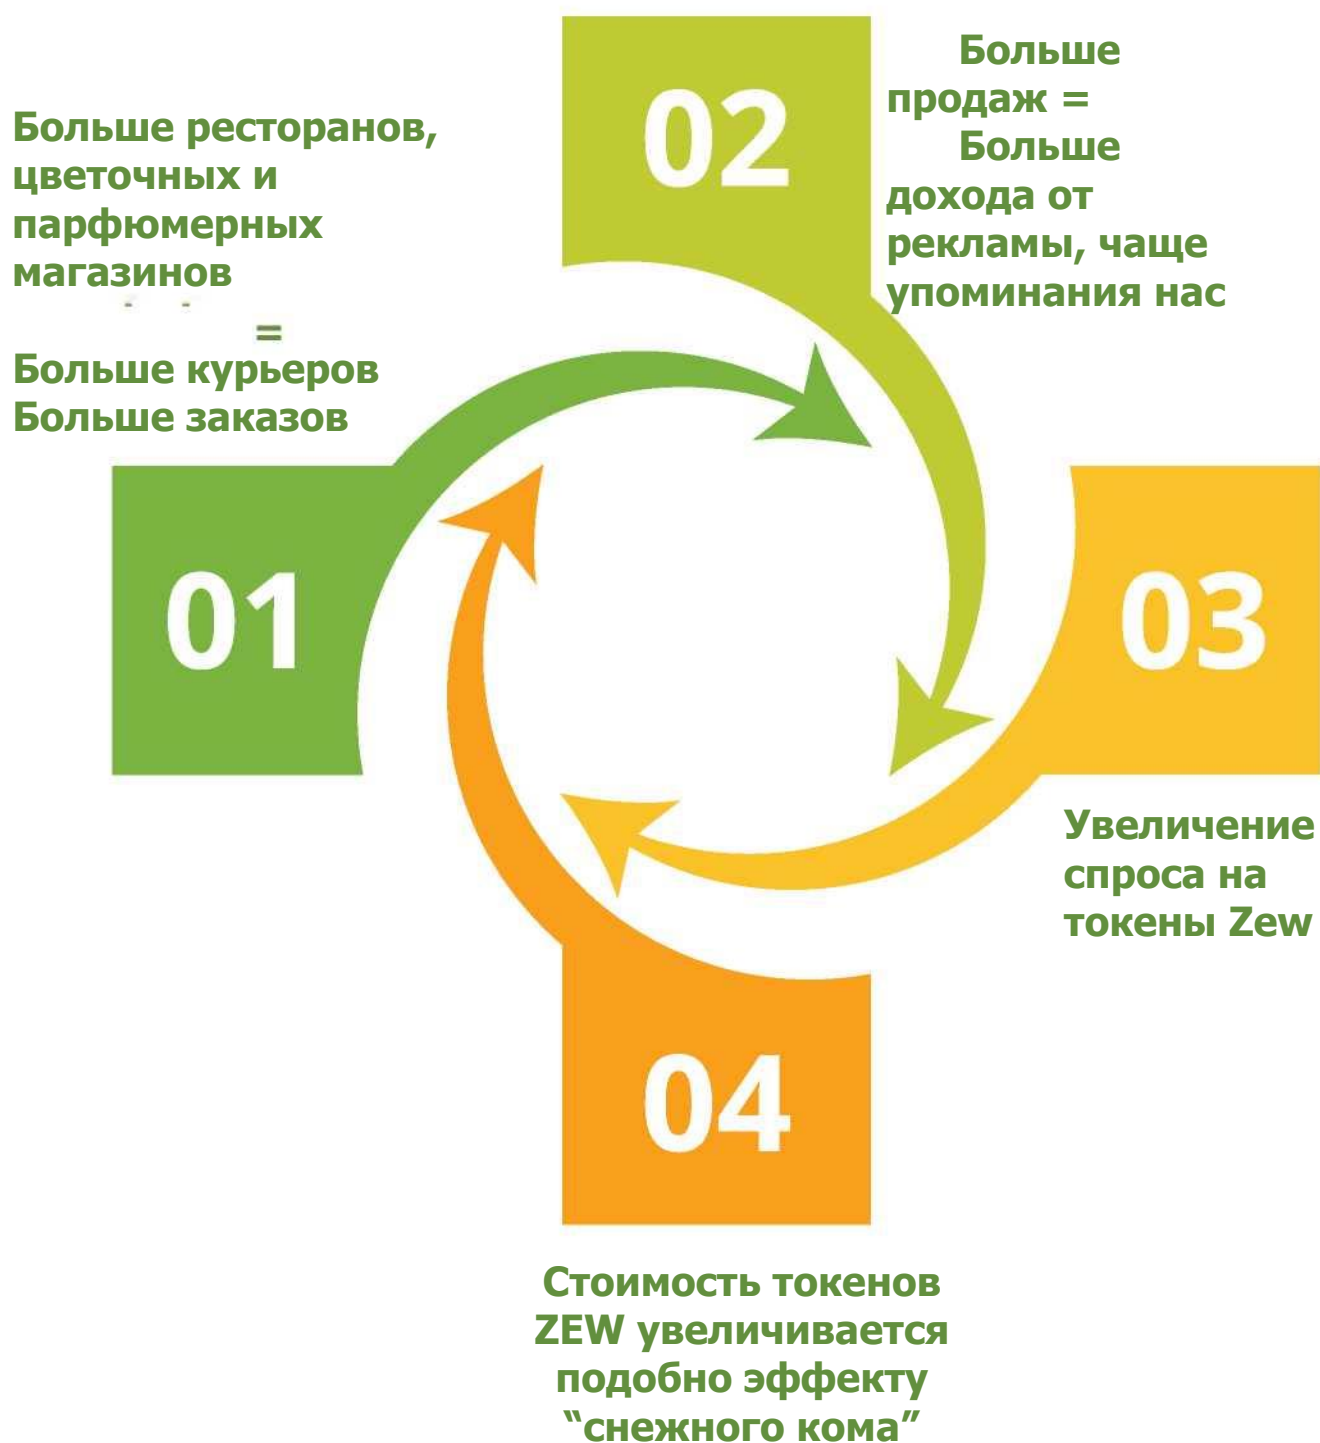 Больше ресторанов,
цветочных и
парфюмерных
магазинов
=
Больше курьеров
Больше заказов
01
02
Больше
продаж =
Больше
дохода от
рекламы, чаще
упоминания нас
03
Увеличение
спроса на
токены Zew
04
Стоимость токенов
ZEW увеличивается
подобно эффекту
“снежного кома”